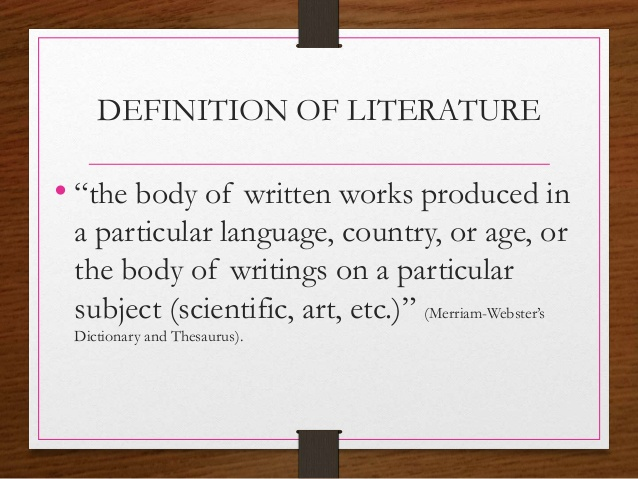 DEFINITION OF LITERATURE
• “the body of written works produced in
a particular language, country, or age, or
the body of writings on a particular
subject (scientific, art, etc.)” (Merriam-Webster’s
Dictionary and Thesaurus).